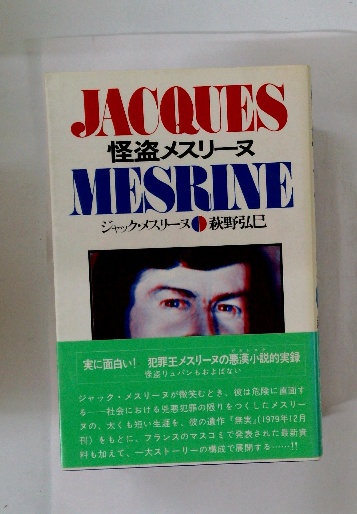 JACQUES
怪盗メスリーヌ
MESRINE
ジャック・メスリーヌ 萩野弘巳
実に面白い! 犯罪王メスリーヌの悪漢小説的実録
怪盗リュパンもおよばない
ジャック・メスリーヌが微笑むとき、彼は危険に直面す
る――社会における兇悪犯罪の限りをつくしたメスリー
ヌの、太くも短い生涯を、彼の遺作「無実」(1979年12月
刊)をもとに、フランスのマスコミで発表された最新資
料も加えて、一大ストーリーの構成で展開する……!!